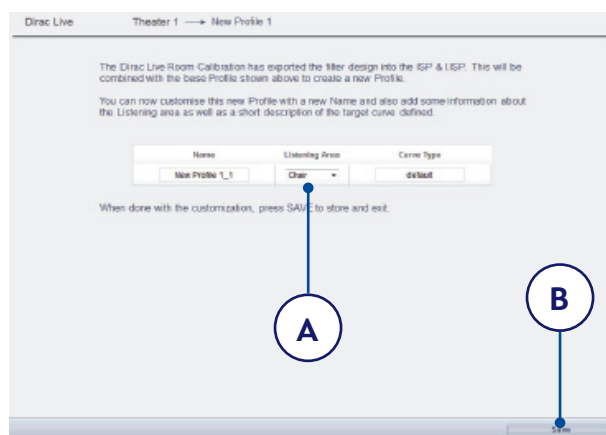 Dirac Live Theater 1 → New Profile 1
The Dirac Live Room Calibration has exported the filter design into the ISP & LISP. This will be
combined with the base Profile shown above to create a new Profile.
You can now customise this new Profile with a new Name and also add some information about
the Listening area as well as a short description of the target curve defined.
Name Listening Area Curve Type
New Profile 1_1 Chair default
When done with the customization, press SAVE to store and exit.
A
B
Save